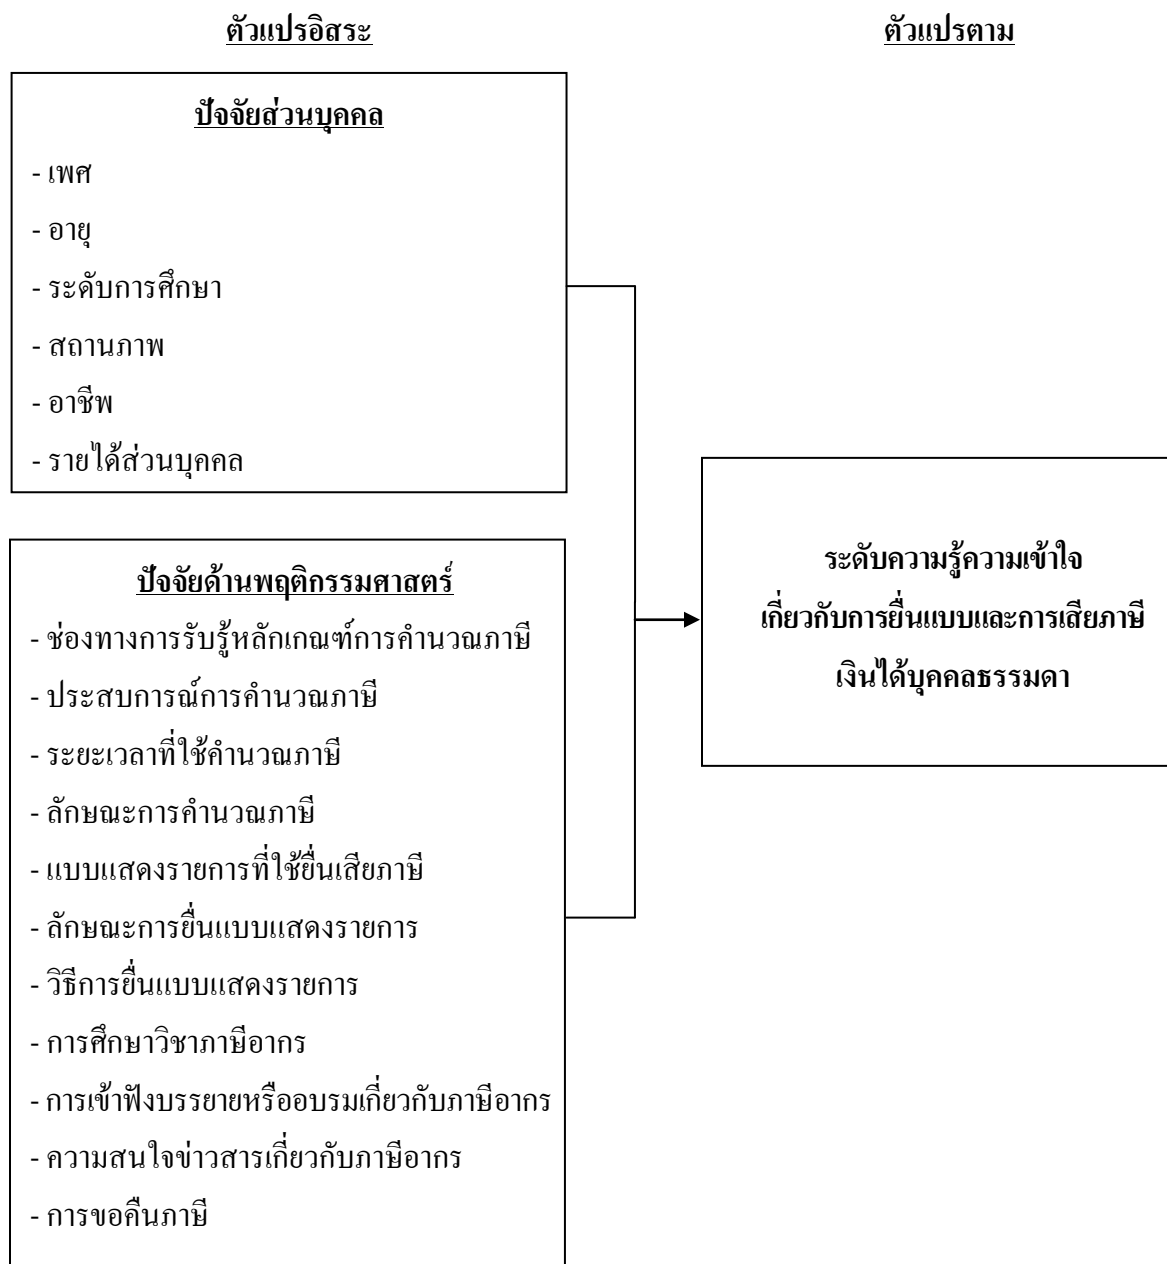 ตัวแปรอิสระ
ตัวแปรตาม
ปัจจัยส่วนบุคคล
- เพศ
- อายุ
- ระดับการศึกษา
- สถานภาพ
- อาชีพ
- รายได้ส่วนบุคคล
ปัจจัยด้านพฤติกรรมศาสตร์
- ช่องทางการรับรู้หลักเกณฑ์การคำนวณภาษี
- ประสบการณ์การคำนวณภาษี
- ระยะเวลาที่ใช้คำนวณภาษี
- ลักษณะการคำนวณภาษี
- แบบแสดงรายการที่ใช้ยื่นเสียภาษี
- ลักษณะการยื่นแบบแสดงรายการ
- วิธีการยื่นแบบแสดงรายการ
- การศึกษาวิชาภาษีอากร
- การเข้าฟังบรรยายหรืออบรมเกี่ยวกับภาษีอากร
- ความสนใจข่าวสารเกี่ยวกับภาษีอากร
- การขอคืนภาษี
ระดับความรู้ความเข้าใจ
เกี่ยวกับการยื่นแบบและการเสียภาษี
เงินได้บุคคลธรรมดา